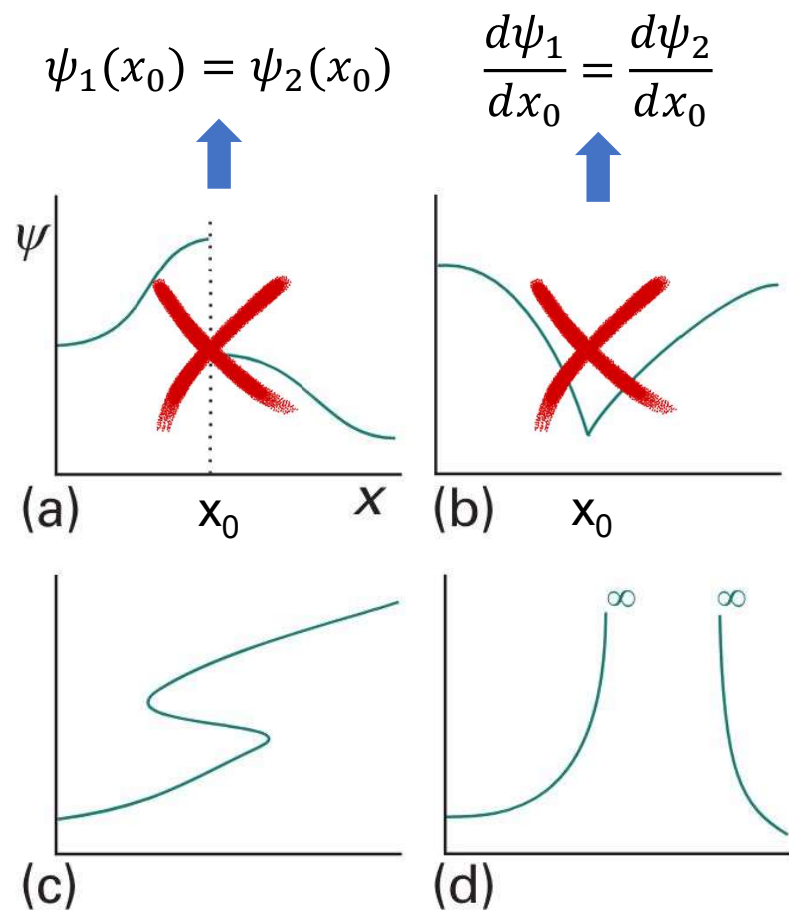 ψ₁(x₀) = ψ₂(x₀)
dψ₁/dx₀ = dψ₂/dx₀
ψ
(a) x₀ x
(b) x₀
∞ ∞
(c)
(d)